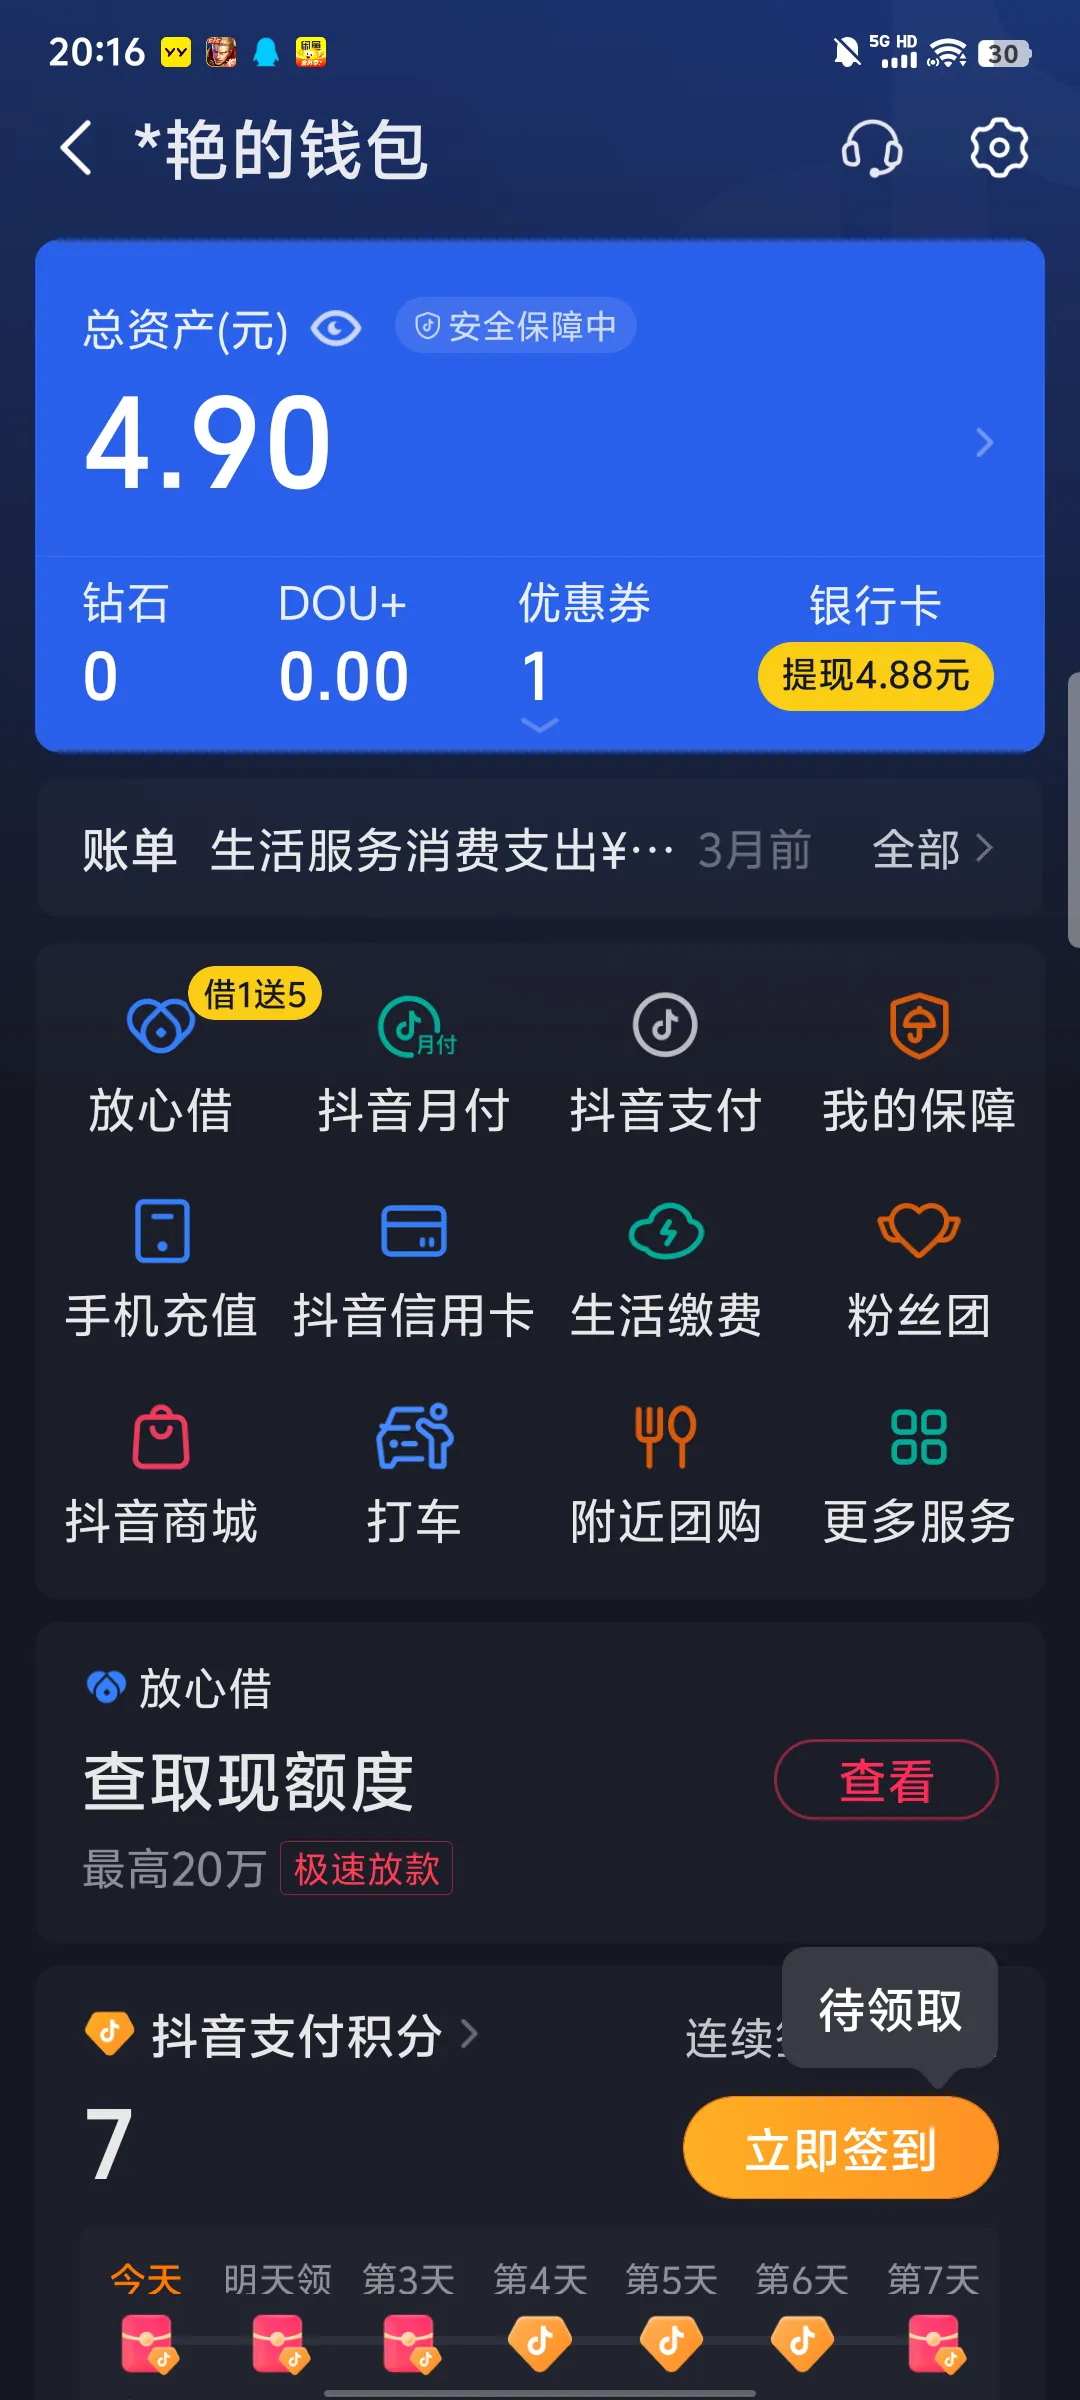 20:16
5G HD
30
*艳的钱包
总资产(元) 安全保障中
4.90
钻石 DOU+ 优惠券 银行卡
0 0.00 1 提现4.88元
账单 生活服务消费支出¥… 3月前 全部
借1送5
月付
放心借 抖音月付 抖音支付 我的保障
手机充值 抖音信用卡 生活缴费 粉丝团
抖音商城 打车 附近团购 更多服务
放心借
查取现额度 查看
最高20万 极速放款
待领取
抖音支付积分 连续
7 立即签到
今天 明天领 第3天 第4天 第5天 第6天 第7天